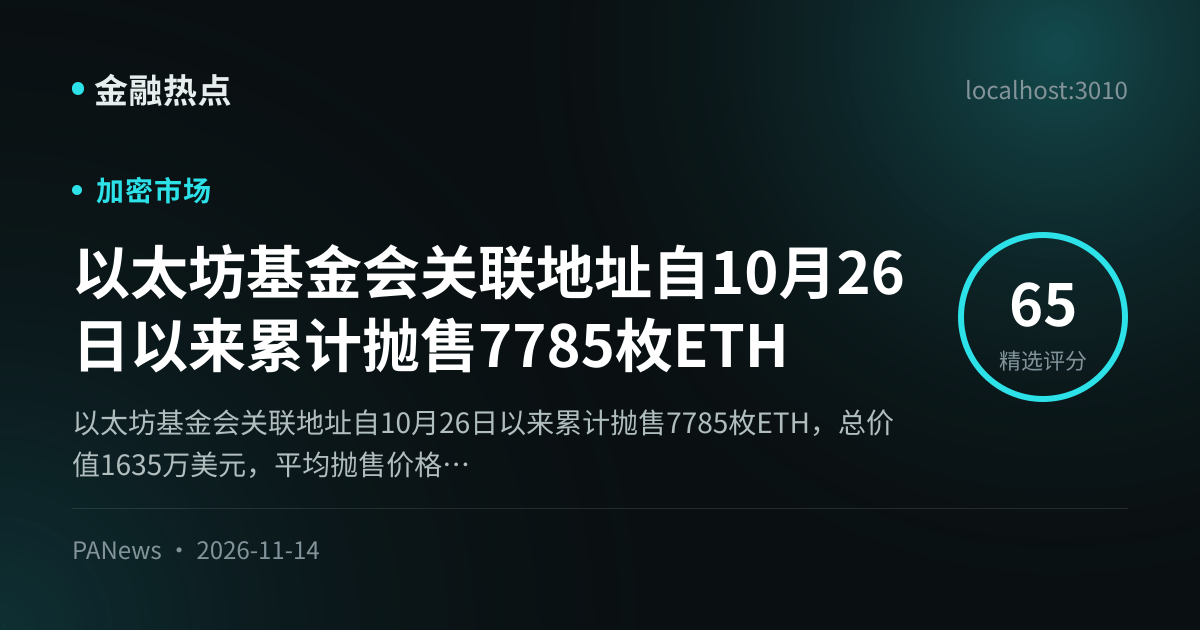 金融热点
localhost:3010
加密市场
以太坊基金会关联地址自10月26
日以来累计抛售7785枚ETH
65
精选评分
以太坊基金会关联地址自10月26日以来累计抛售7785枚ETH，总价
值1635万美元，平均抛售价格…
PANews • 2026-11-14